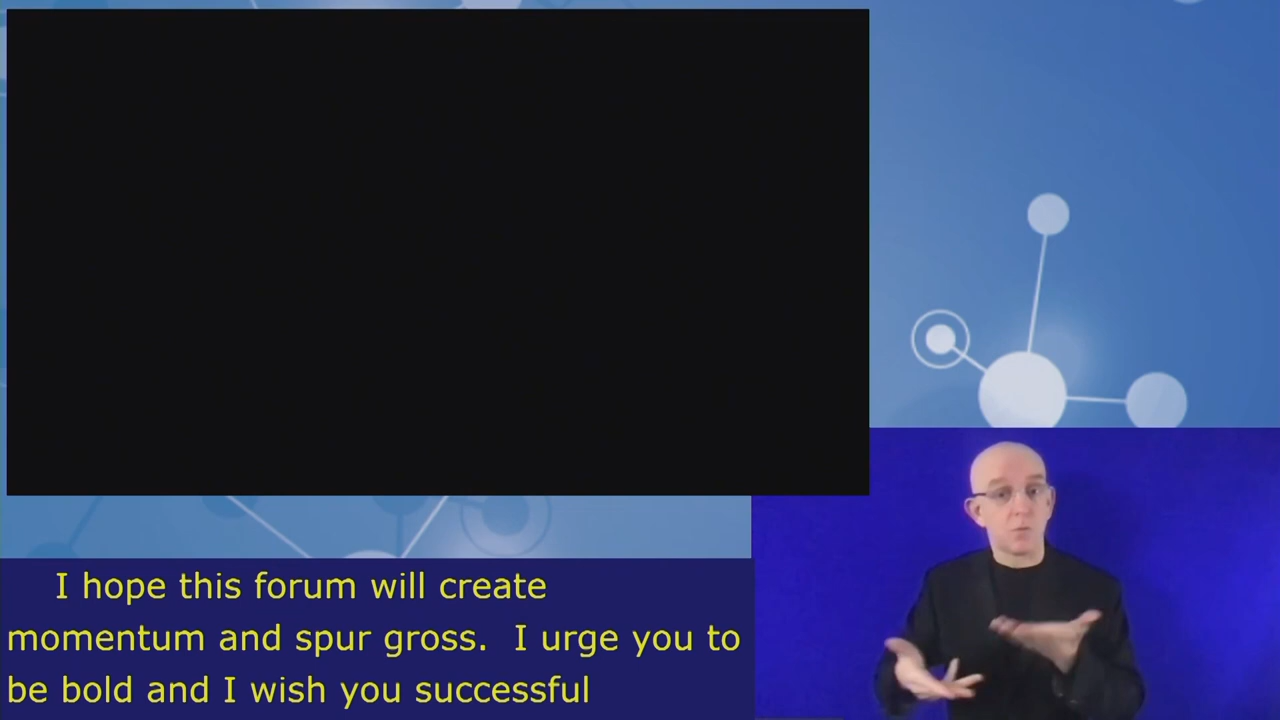 I hope this forum will create
momentum and spur gross. I urge you to
be bold and I wish you successful